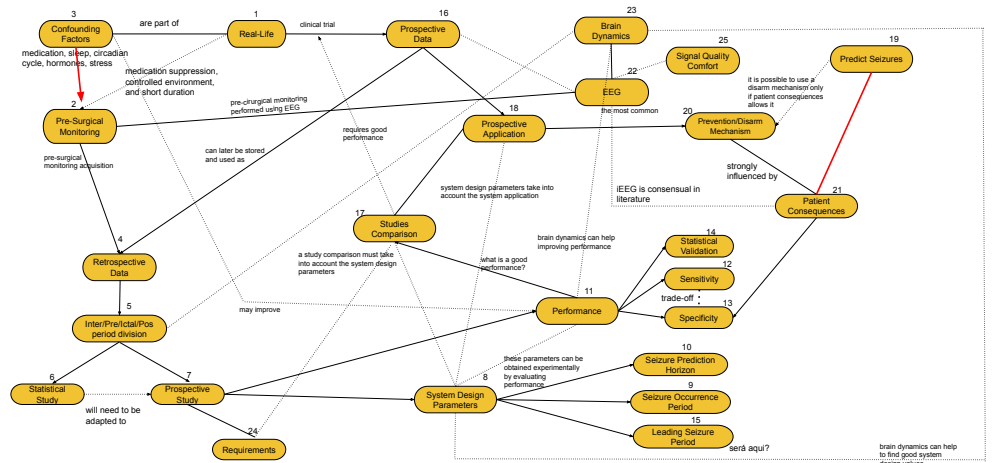 3
Confounding
Factors
are part of
1
Real-Life
clinical trial
16
Prospective
Data
23
Brain
Dynamics
25
Signal Quality
Comfort
19
Predict Seizures
medication, sleep, circadian
cycle, hormones, stress
medication suppression,
controlled environment,
and short duration
22
EEG
the most common
it is possible to use a
disarm mechanism only
if patient consequences
allows it
2
Pre-Surgical
Monitoring
pre-cirurgical monitoring
performed using EEG
requires good
performance
18
Prospective
Application
20
Prevention/Disarm
Mechanism
pre-surgical
monitoring acquisition
can later be stored
and used as
system design parameters take into
account the system application
strongly
influenced by
iEEG is consensual in
literature
21
Patient
Consequences
17
Studies
Comparison
4
Retrospective
Data
a study comparison must take
into account the system design
parameters
what is a good
performance?
brain dynamics can help
improving performance
14
Statistical
Validation
12
Sensitivity
trade-off
13
Specificity
5
Inter/Pre/Ictal/Pos
period division
may improve
11
Performance
6
Statistical
Study
will need to be
adapted to
7
Prospective
Study
these parameters can be
obtained experimentally
by evaluating
performance
8
System Design
Parameters
10
Seizure Prediction
Horizon
9
Seizure Occurrence
Period
15
Leading Seizure
Period
será aqui?
24
Requirements
brain dynamics can help
to find good system
design values